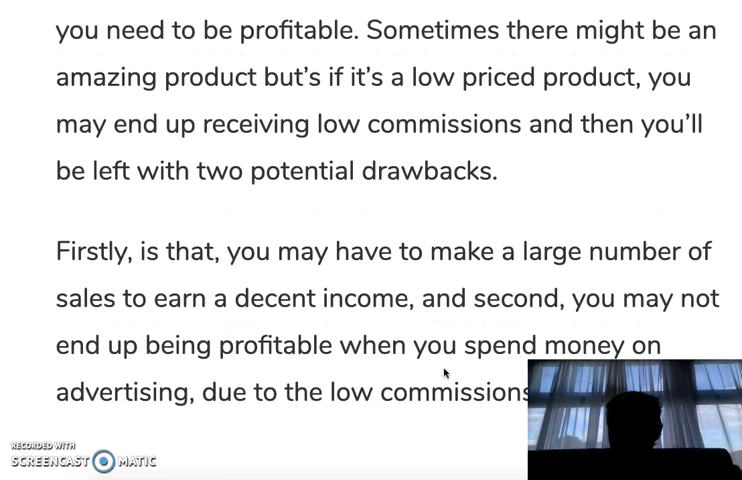 you need to be profitable. Sometimes there might be an
amazing product but's if it's a low priced product, you
may end up receiving low commissions and then you'll
be left with two potential drawbacks.
Firstly, is that, you may have to make a large number of
sales to earn a decent income, and second, you may not
end up being profitable when you spend money on
advertising, due to the low commissions
RECORDED WITH
SCREENCAST MATIC